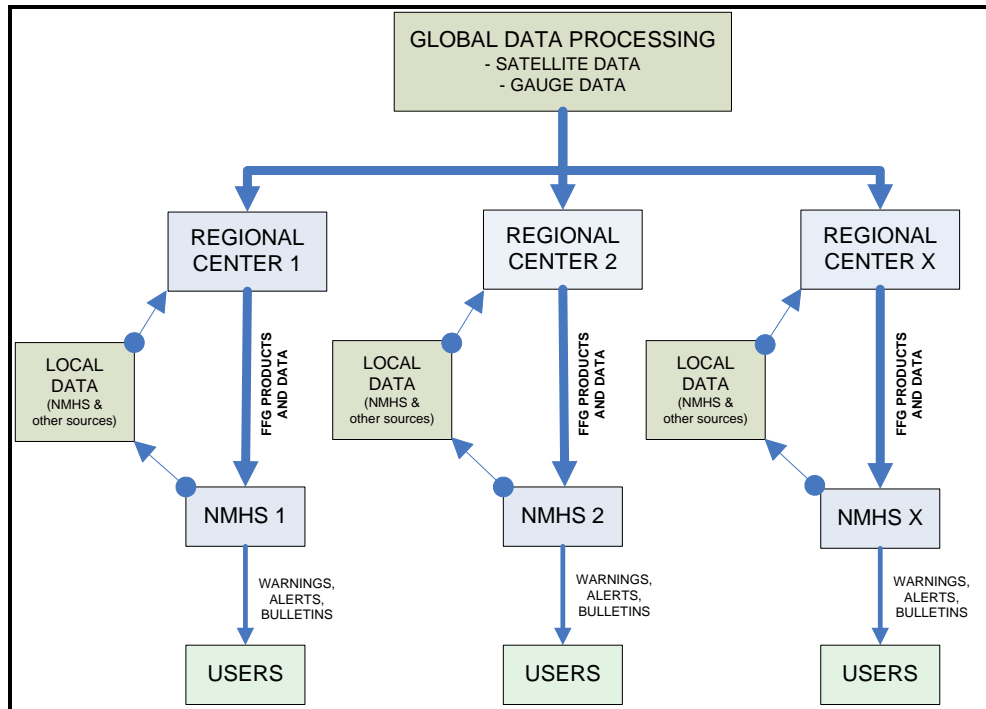 GLOBAL DATA PROCESSING
- SATELLITE DATA
- GAUGE DATA
REGIONAL
CENTER 1
REGIONAL
CENTER 2
REGIONAL
CENTER X
LOCAL
DATA
(NMHS &
other sources)
FFG PRODUCTS
AND DATA
LOCAL
DATA
(NMHS &
other sources)
FFG PRODUCTS
AND DATA
LOCAL
DATA
(NMHS &
other sources)
FFG PRODUCTS
AND DATA
NMHS 1
NMHS 2
NMHS X
WARNINGS,
ALERTS,
BULLETINS
WARNINGS,
ALERTS,
BULLETINS
WARNINGS,
ALERTS,
BULLETINS
USERS
USERS
USERS